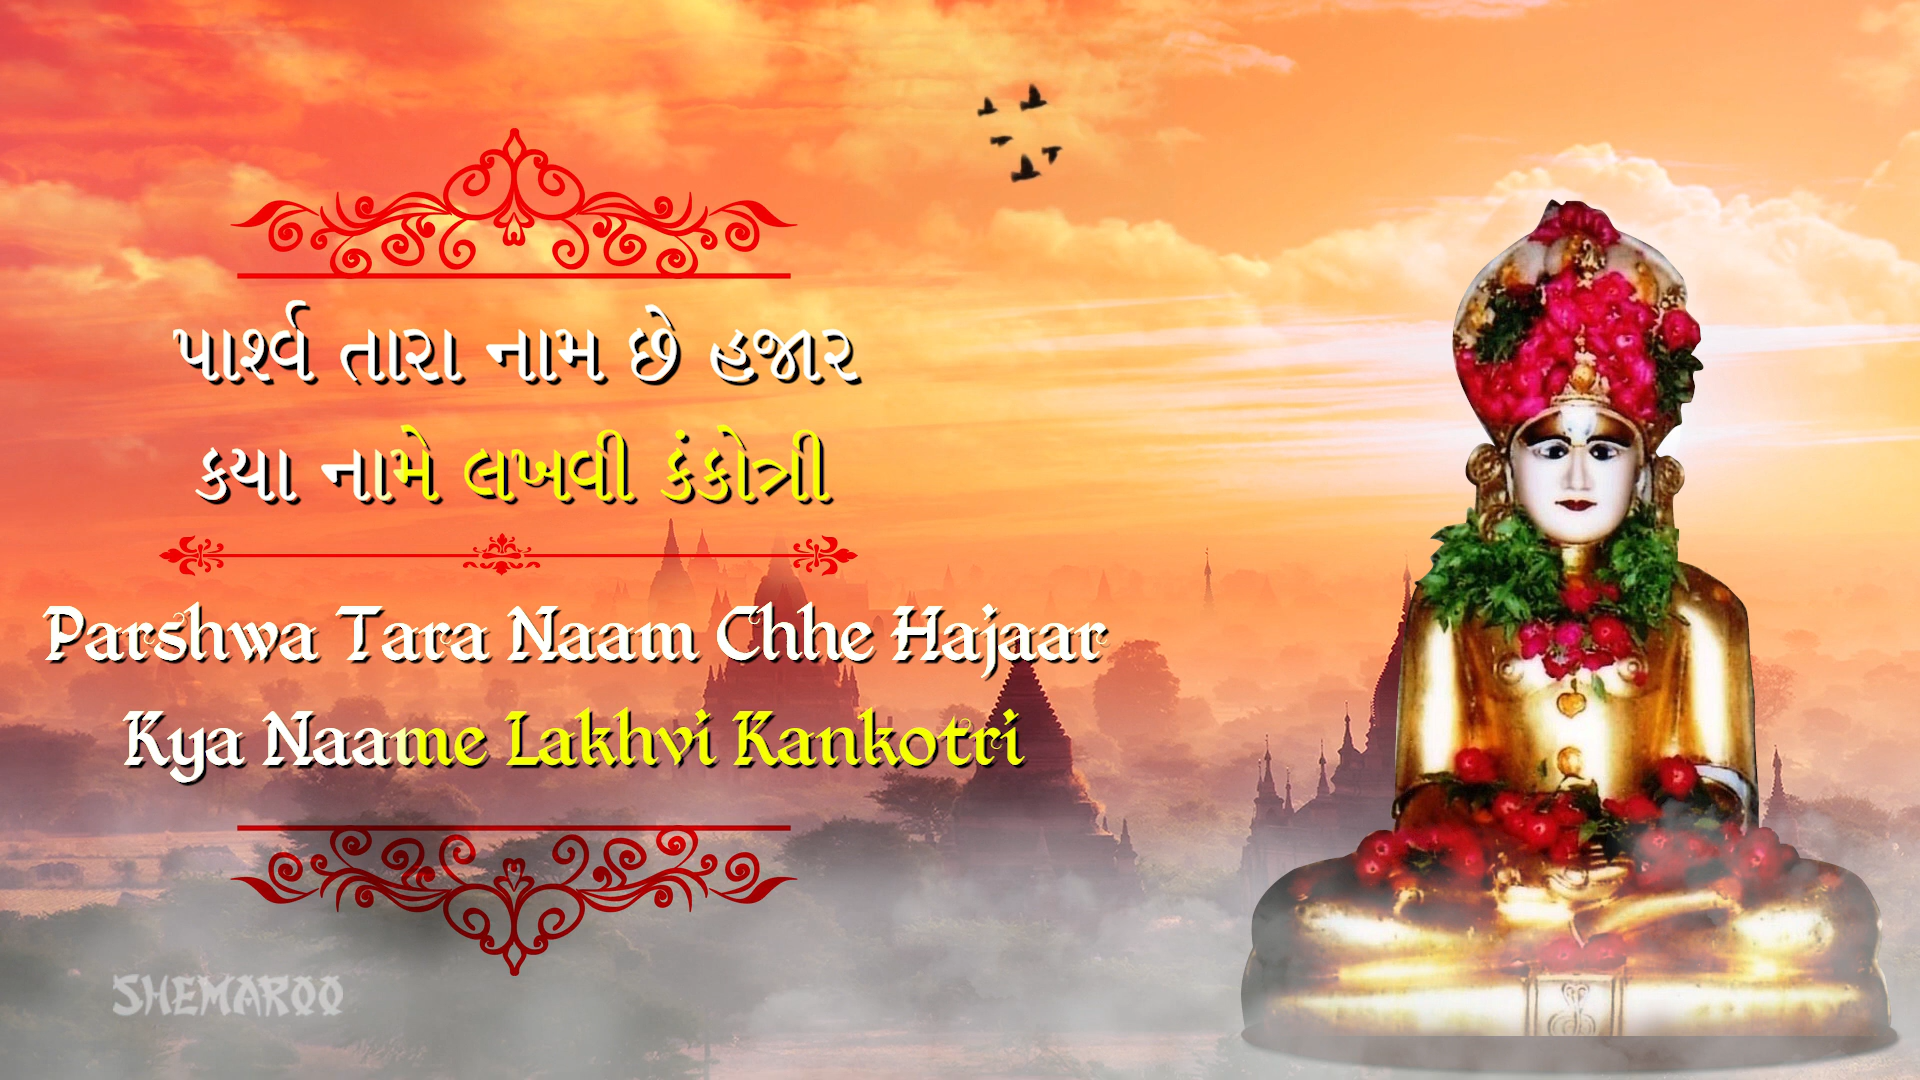 પાર્શ્વ તારા નામ છે હજાર
કયા નામે લખવી કંકોત્રી
Parshwa Tara Naam Chhe Hajaar
Kya Naame Lakhvi Kankotri
SHEMAROO